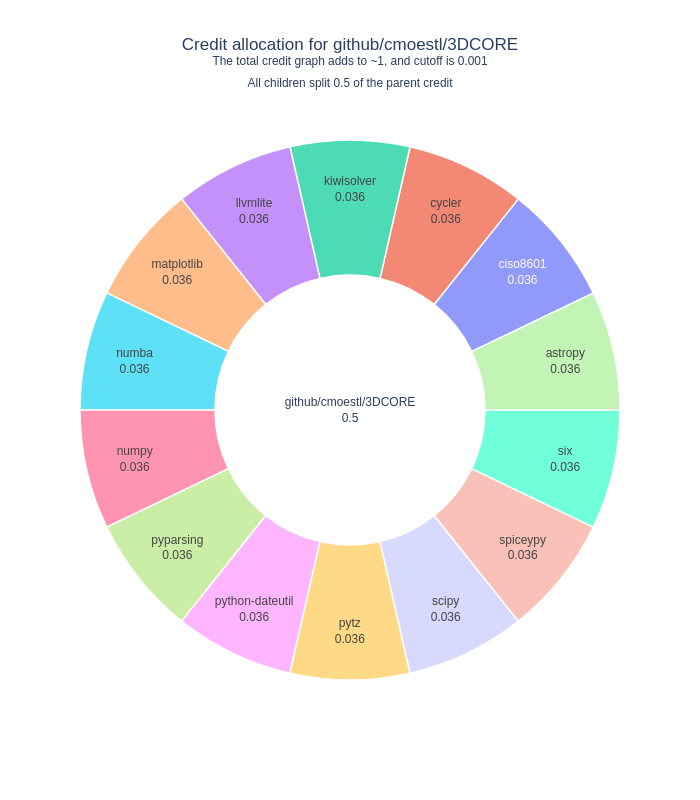 Credit allocation for github/cmoestl/3DCORE
The total credit graph adds to ~1, and cutoff is 0.001
All children split 0.5 of the parent credit
kiwisolver
0.036
cycler
0.036
ciso8601
0.036
astropy
0.036
six
0.036
spiceypy
0.036
scipy
0.036
pytz
0.036
python-dateutil
0.036
pyparsing
0.036
numpy
0.036
numba
0.036
matplotlib
0.036
llvmlite
0.036
github/cmoestl/3DCORE
0.5